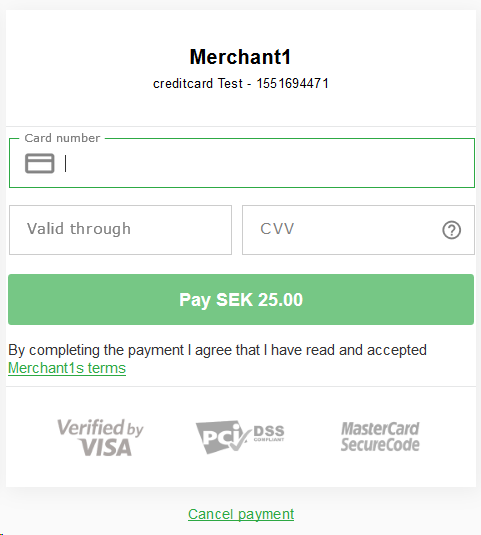 Merchant1
creditcard Test - 1551694471
Card number
Valid through
CVV
Pay SEK 25.00
By completing the payment I agree that I have read and accepted
Merchant1s terms
Verified by
VISA
PCI DSS
COMPLIANT
MasterCard
SecureCode
Cancel payment